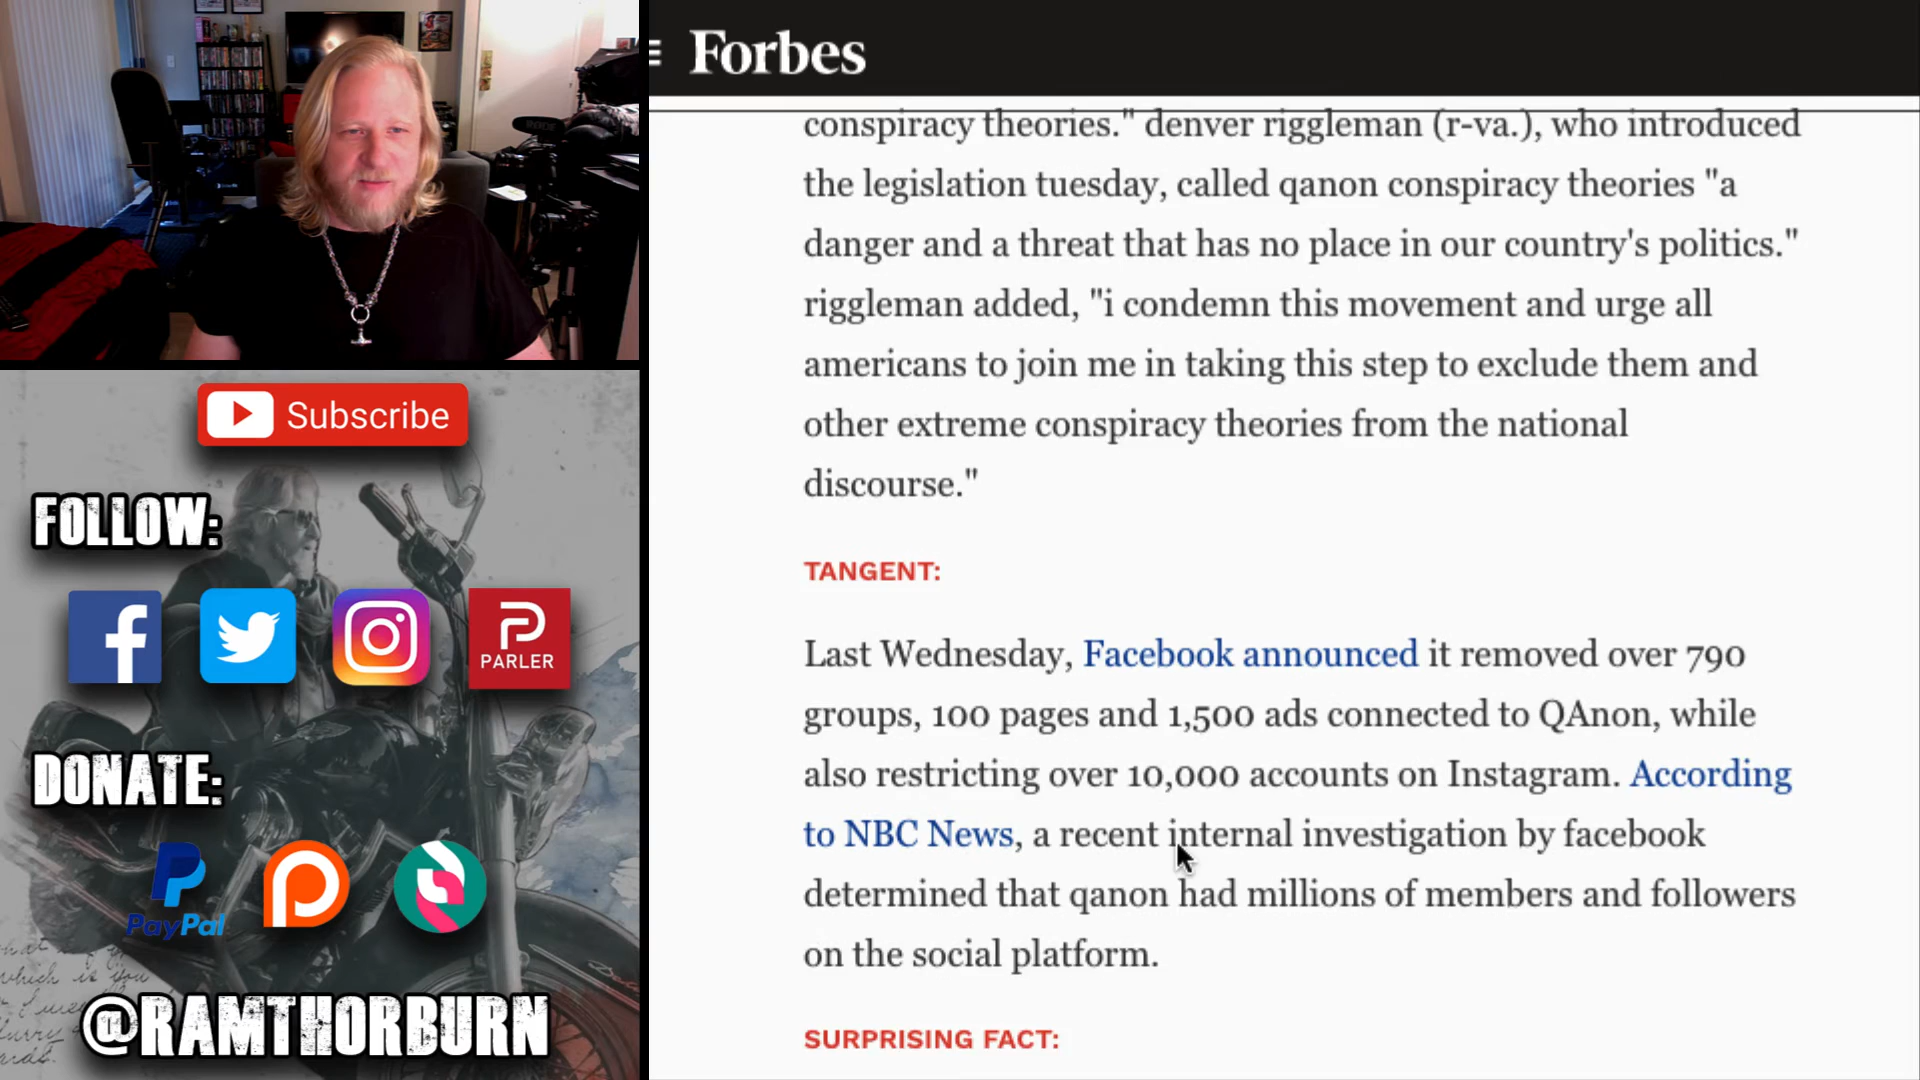 Subscribe
FOLLOW:
PARLER
DONATE:
PayPal
@RAMTHORBURN
Forbes
conspiracy theories." denver riggleman (r-va.), who introduced
the legislation tuesday, called qanon conspiracy theories "a
danger and a threat that has no place in our country's politics."
riggleman added, "i condemn this movement and urge all
americans to join me in taking this step to exclude them and
other extreme conspiracy theories from the national
discourse."
TANGENT:
Last Wednesday, Facebook announced it removed over 790
groups, 100 pages and 1,500 ads connected to QAnon, while
also restricting over 10,000 accounts on Instagram. According
to NBC News, a recent internal investigation by facebook
determined that qanon had millions of members and followers
on the social platform.
SURPRISING FACT: